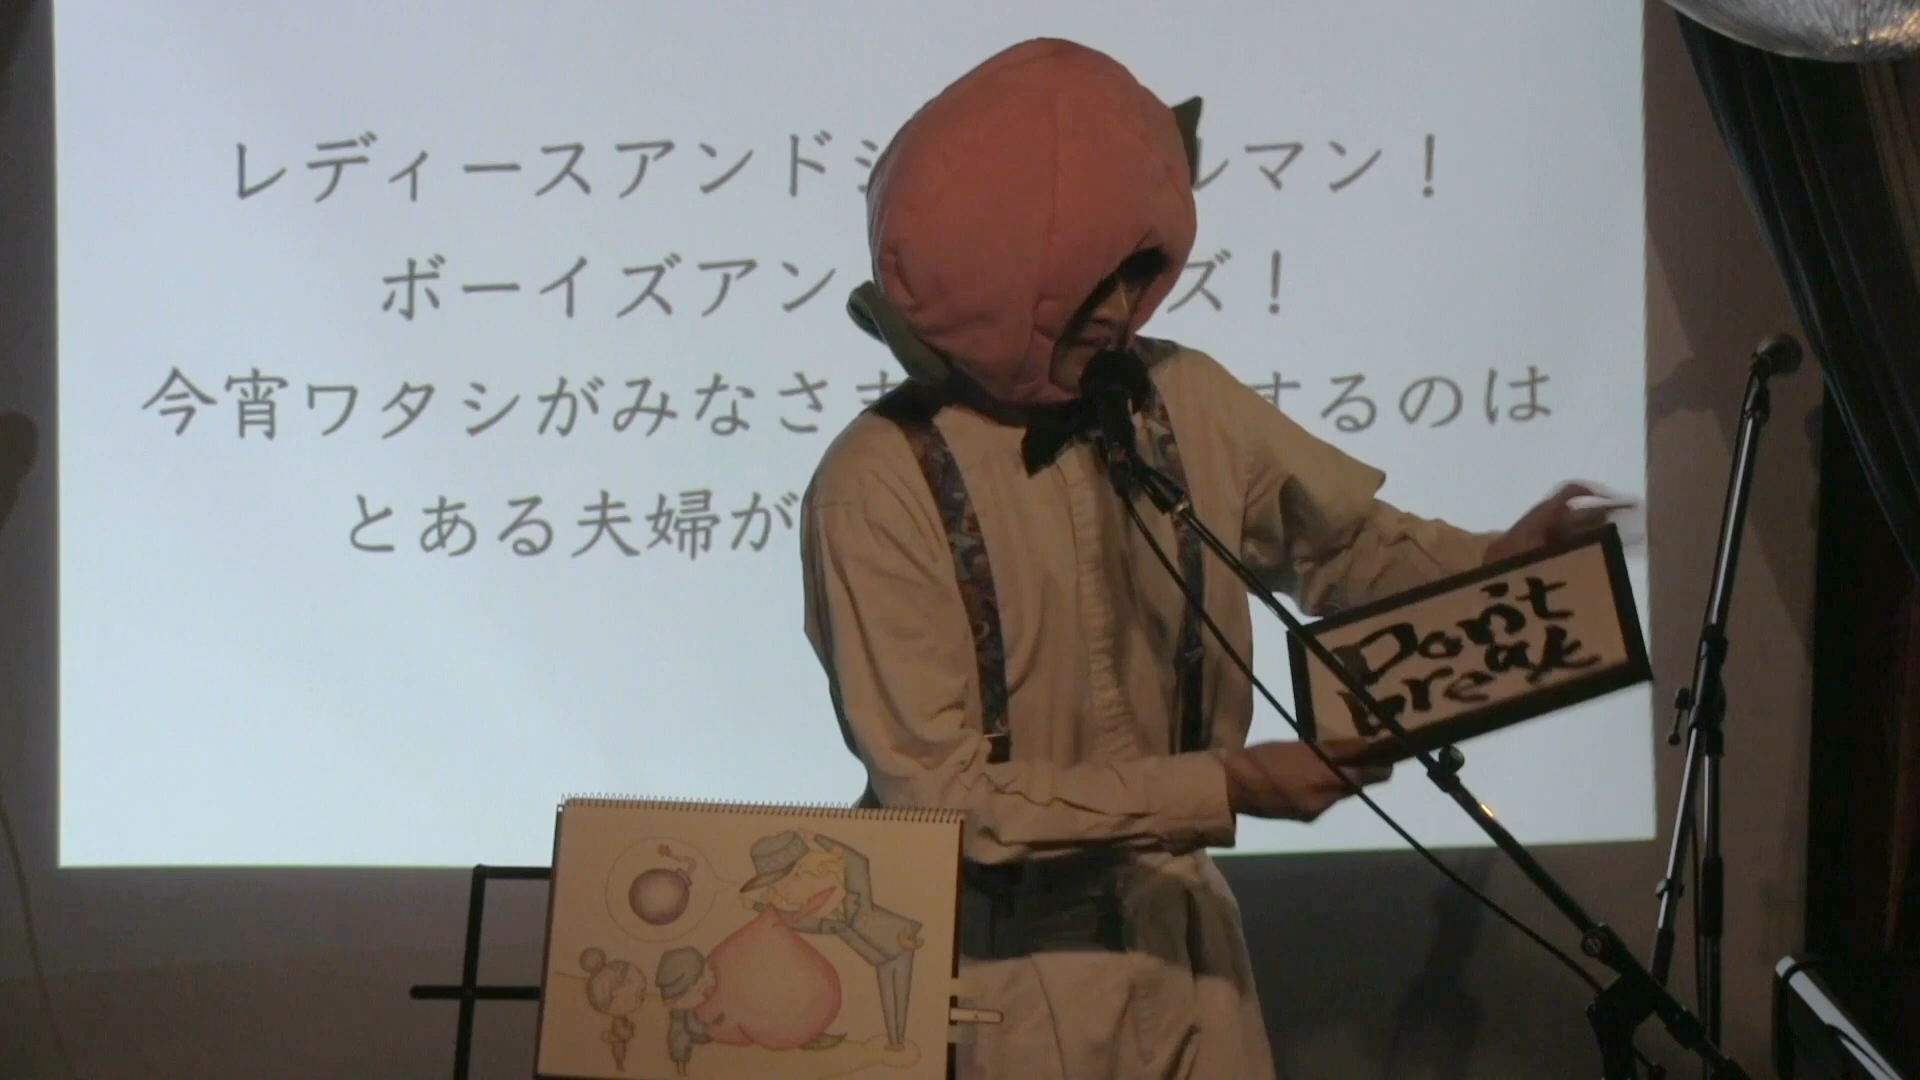 レディースアンドジ ルマン！
ボーイズアン ズ！
今宵ワタシがみなさま するのは
とある夫婦が
Don't
break